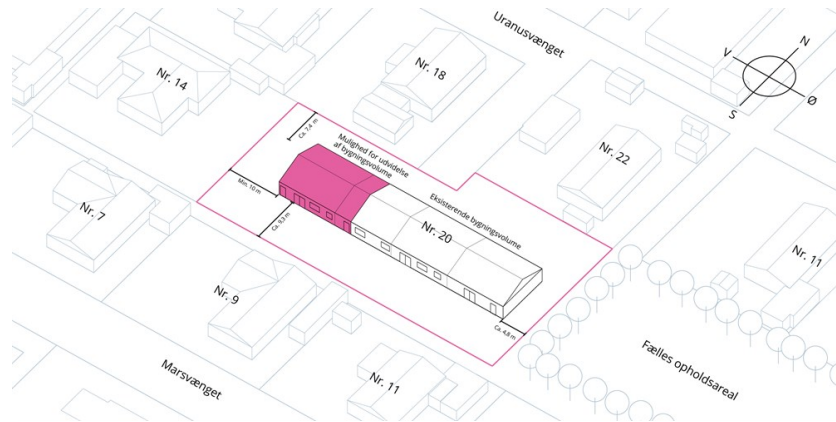 Uranusvænget
N
V
Ø
S
Nr. 14
Nr. 18
Ca. 7,4 m
Mulighed for udvidelse
af bygningsvolume
Nr. 22
Min. 10 m
Eksisterende bygningsvolume
Nr. 7
Ca. 9,3 m
Nr. 20
Nr. 11
Nr. 9
Ca. 4,8 m
Marsvænget
Nr. 11
Fælles opholdsareal